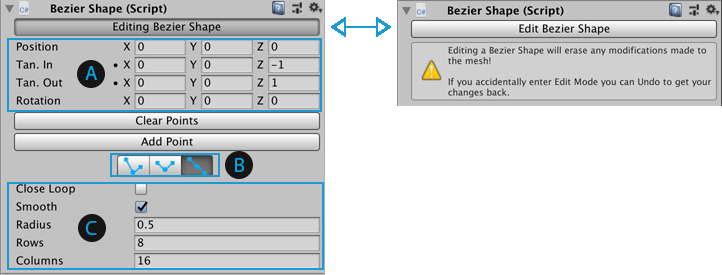 Bezier Shape (Script)
Editing Bezier Shape
Position X 0 Y 0 Z 0
Tan. In • X 0 Y 0 Z -1
Tan. Out • X 0 Y 0 Z 1
Rotation X 0 Y 0 Z 0
A
Clear Points
Add Point
B
Close Loop
Smooth
Radius 0.5
Rows 8
Columns 16
C
Bezier Shape (Script)
Edit Bezier Shape
Editing a Bezier Shape will erase any modifications made to
the mesh!
If you accidentally enter Edit Mode you can Undo to get your
changes back.